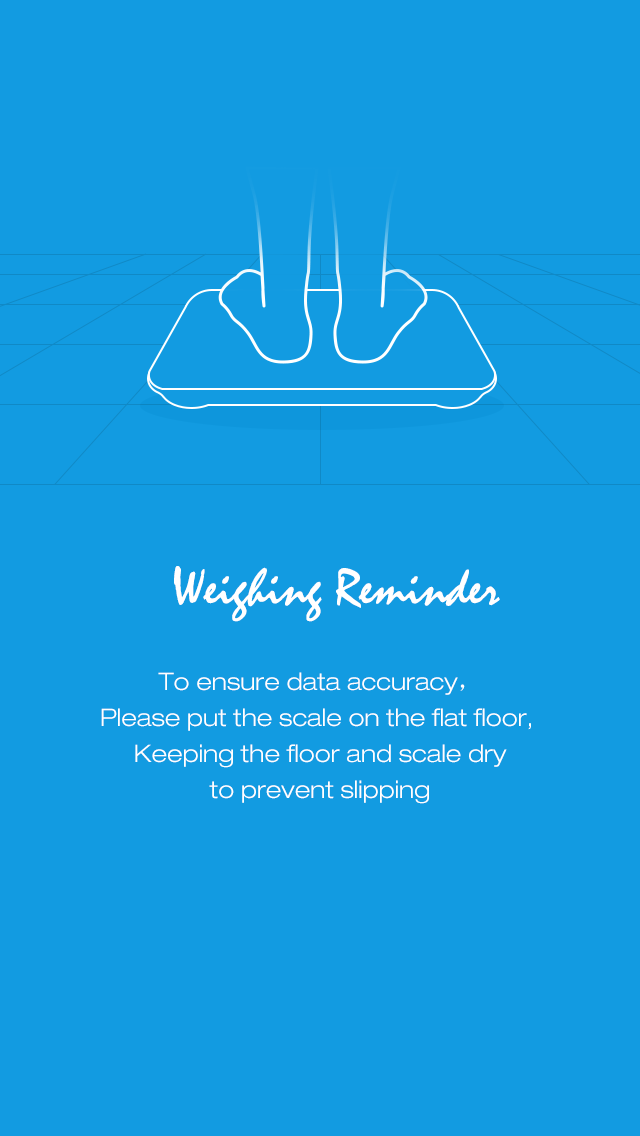 Weighing Reminder
To ensure data accuracy,
Please put the scale on the flat floor,
Keeping the floor and scale dry
to prevent slipping